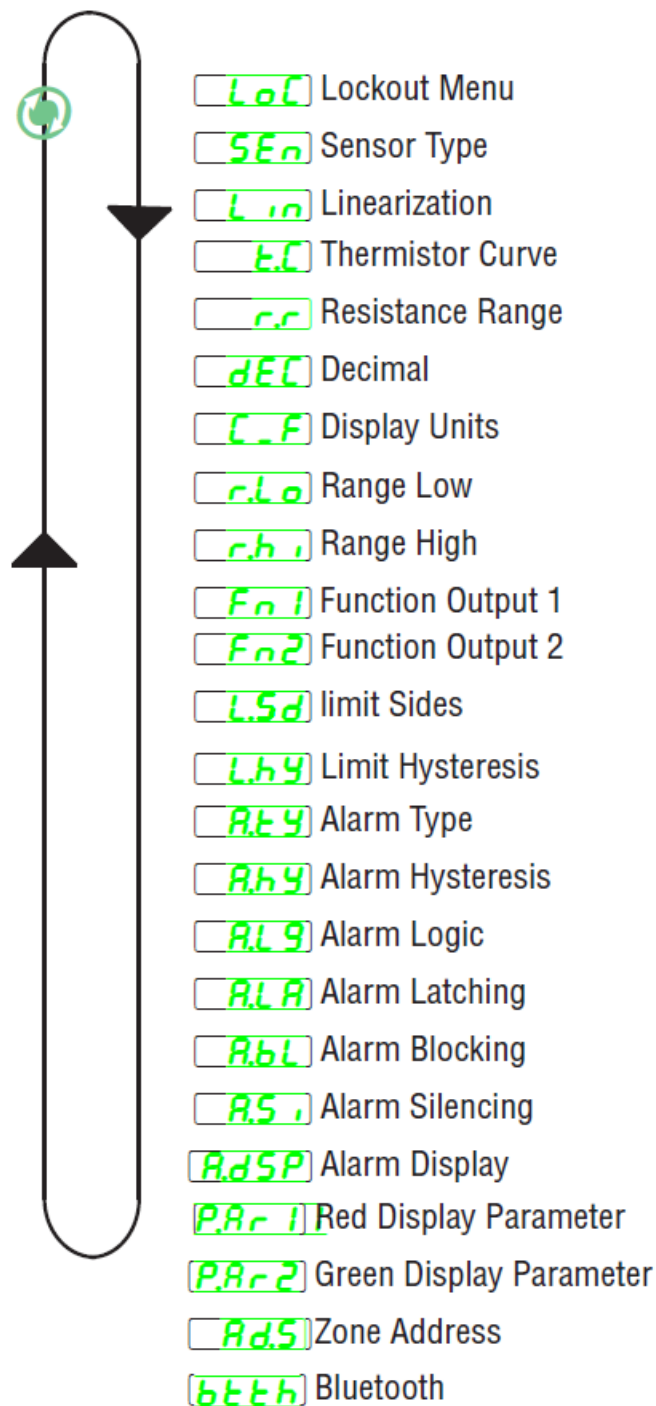 LoC Lockout Menu
SEn Sensor Type
Lin Linearization
t.C Thermistor Curve
r.r Resistance Range
dEC Decimal
C_F Display Units
r.Lo Range Low
r.hi Range High
Fn1 Function Output 1
Fn2 Function Output 2
L.Sd limit Sides
L.hy Limit Hysteresis
A.ty Alarm Type
A.hy Alarm Hysteresis
A.Lg Alarm Logic
A.LA Alarm Latching
A.bL Alarm Blocking
A.Si Alarm Silencing
A.dSP Alarm Display
P.Ar1 Red Display Parameter
P.Ar2 Green Display Parameter
Ad.S Zone Address
btth Bluetooth